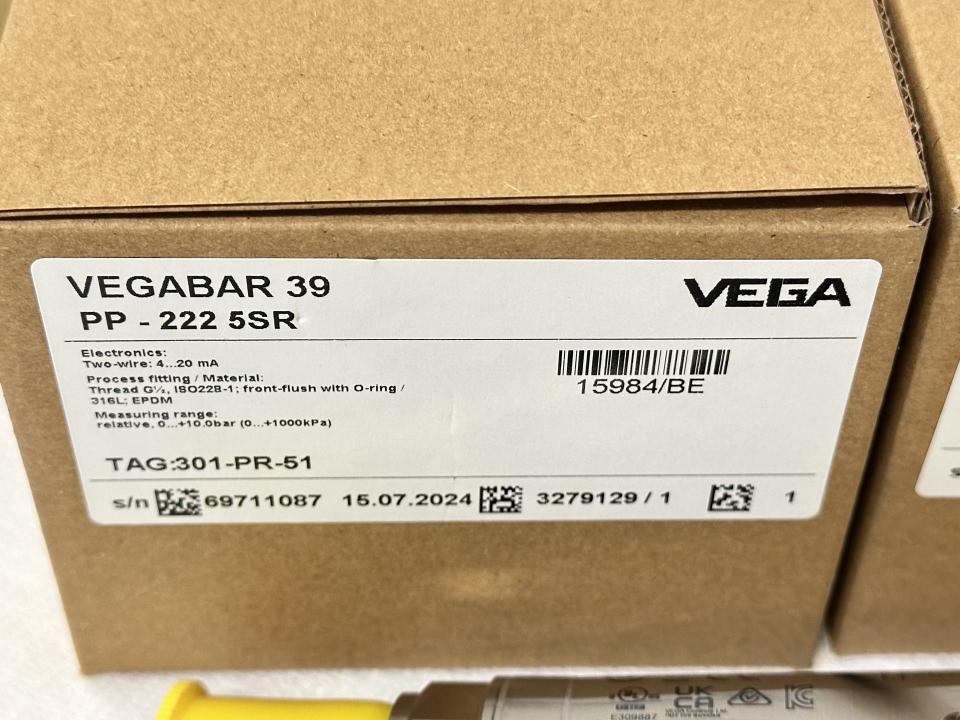 VEGABAR 39
PP - 222 5SR
VEGA
Electronics:
Two-wire: 4...20 mA
Process fitting / Material:
Thread G½, ISO228-1; front-flush with O-ring /
316L; EPDM
Measuring range:
relative, 0...+10.0bar (0...+1000kPa)
15984/BE
TAG:301-PR-51
s/n 69711087 15.07.2024 3279129 / 1 1
s
UL
UK CA
E309887